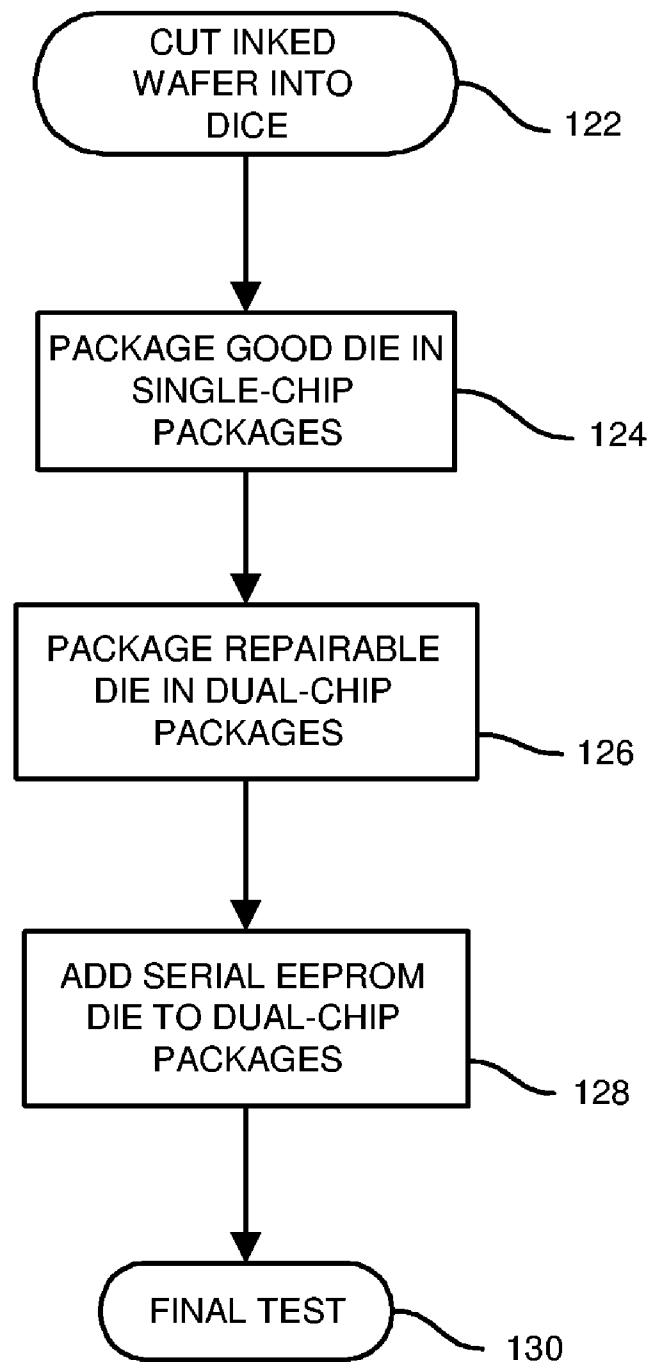 CUT INKED
WAFER INTO
DICE
122
PACKAGE GOOD DIE IN
SINGLE-CHIP
PACKAGES
124
PACKAGE REPAIRABLE
DIE IN DUAL-CHIP
PACKAGES
126
ADD SERIAL EEPROM
DIE TO DUAL-CHIP
PACKAGES
128
FINAL TEST
130